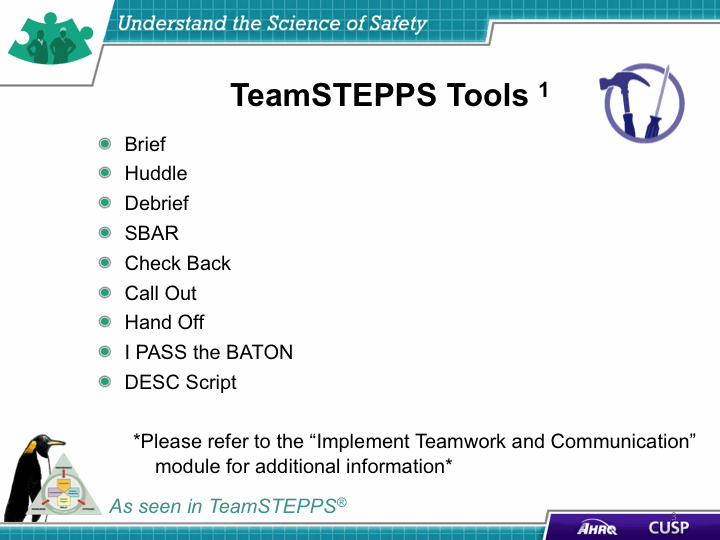 Understand the Science of Safety
TeamSTEPPS Tools 1
Brief
Huddle
Debrief
SBAR
Check Back
Call Out
Hand Off
I PASS the BATON
DESC Script
*Please refer to the “Implement Teamwork and Communication”
module for additional information*
As seen in TeamSTEPPS®
AHRQ
CUSP